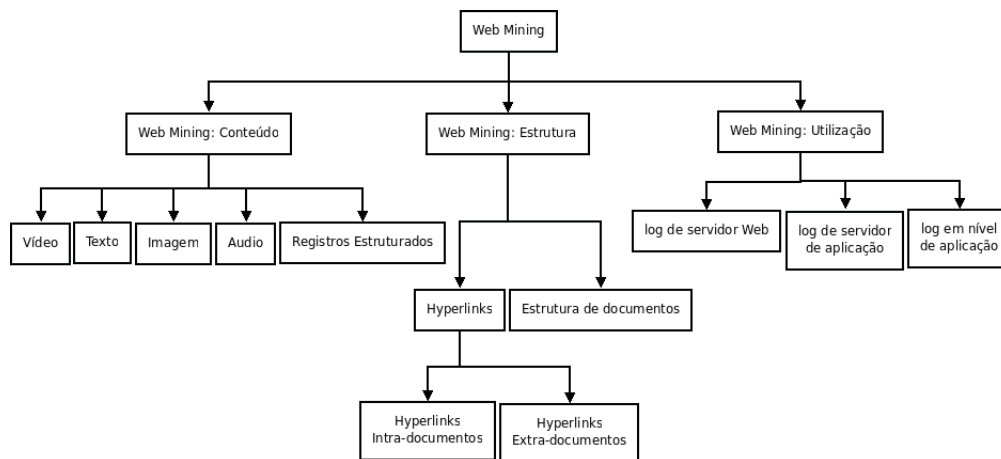 Web Mining
Web Mining: Conteúdo
Web Mining: Estrutura
Web Mining: Utilização
Vídeo
Texto
Imagem
Audio
Registros Estruturados
log de servidor Web
log de servidor
de aplicação
log em nível
de aplicação
Hyperlinks
Estrutura de documentos
Hyperlinks
Intra-documentos
Hyperlinks
Extra-documentos